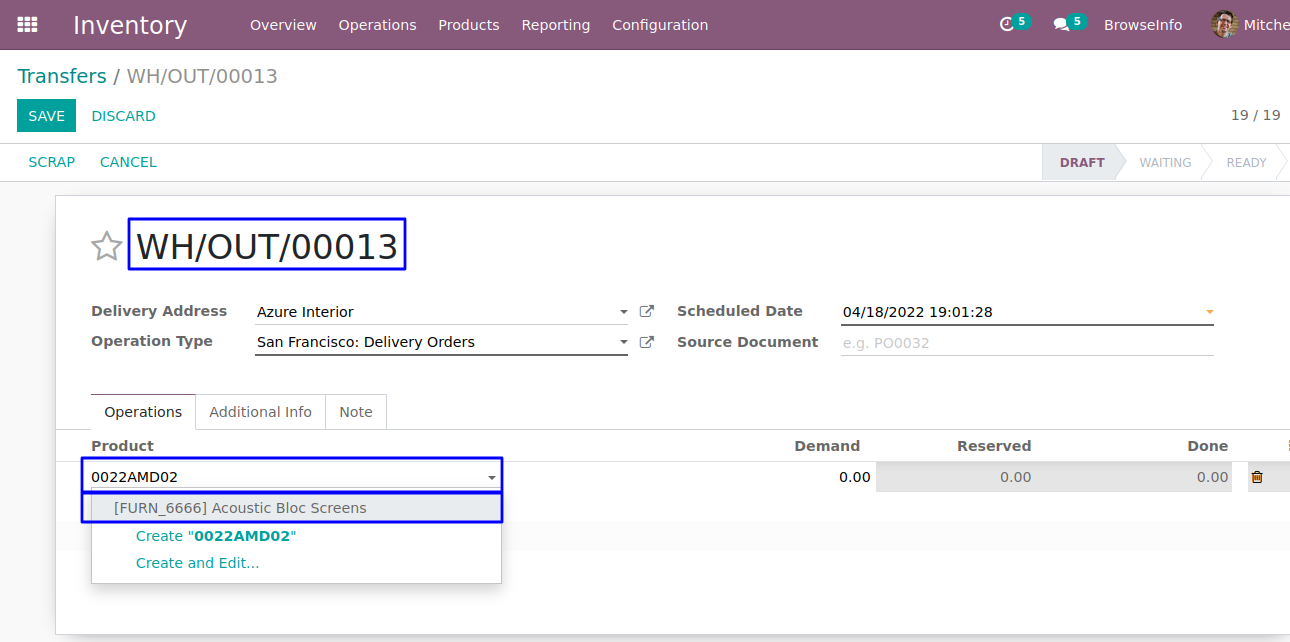 Inventory Overview Operations Products Reporting Configuration 5 5 BrowseInfo Mitche
Transfers / WH/OUT/00013
SAVE DISCARD 19 / 19
SCRAP CANCEL DRAFT WAITING READY
WH/OUT/00013
Delivery Address Azure Interior Scheduled Date 04/18/2022 19:01:28
Operation Type San Francisco: Delivery Orders Source Document e.g. PO0032
Operations Additional Info Note
Product Demand Reserved Done
0022AMD02 0.00 0.00 0.00
[FURN_6666] Acoustic Bloc Screens
Create "0022AMD02"
Create and Edit...